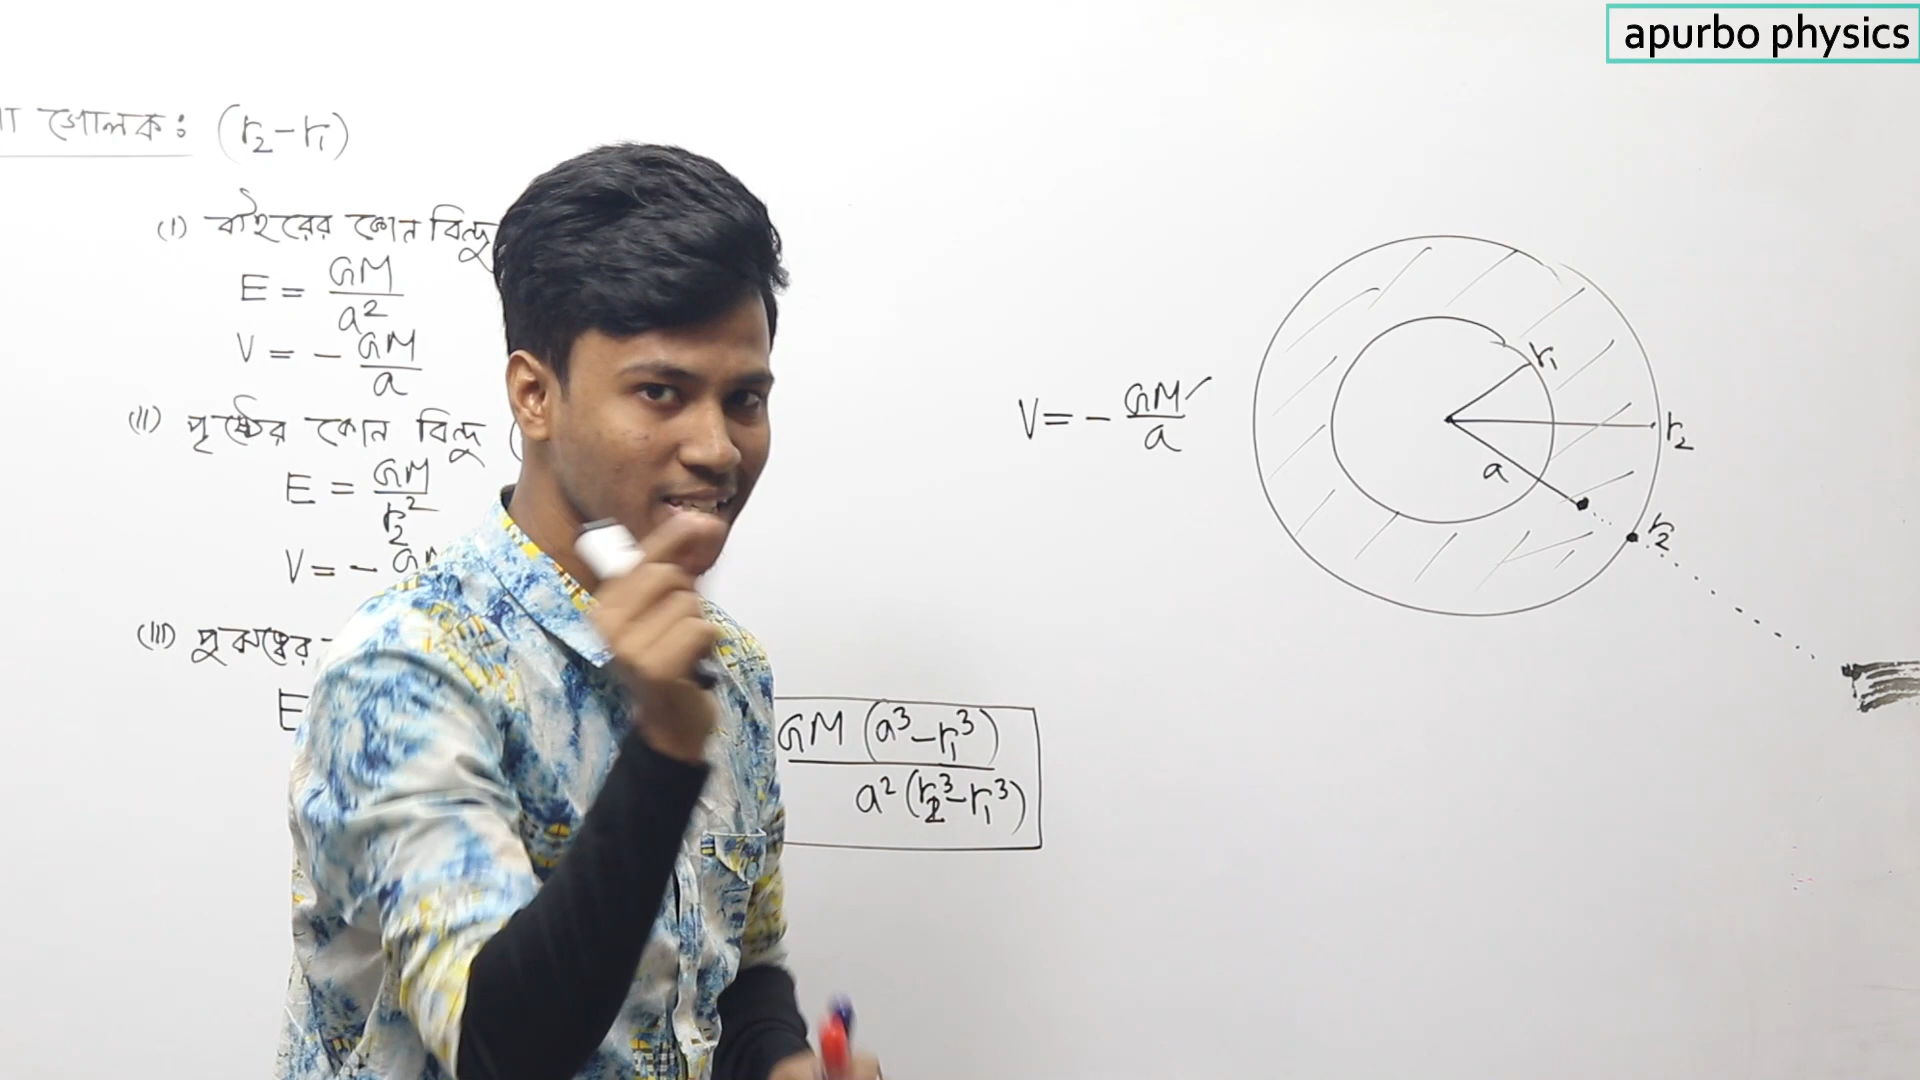 apurbo physics
গোলক: (r₂-r₁)
(I) বাইরের কোন বিন্দু
E = GM/a²
V = - GM/a
(II) পৃষ্ঠের কোন বিন্দু (
E = GM/r₂²
V = - G
(III) পুরুত্বের
E
GM (a³-r₁³)/a² (r₂³-r₁³)
V = - GM/a
r₁
r₂
a
r₂